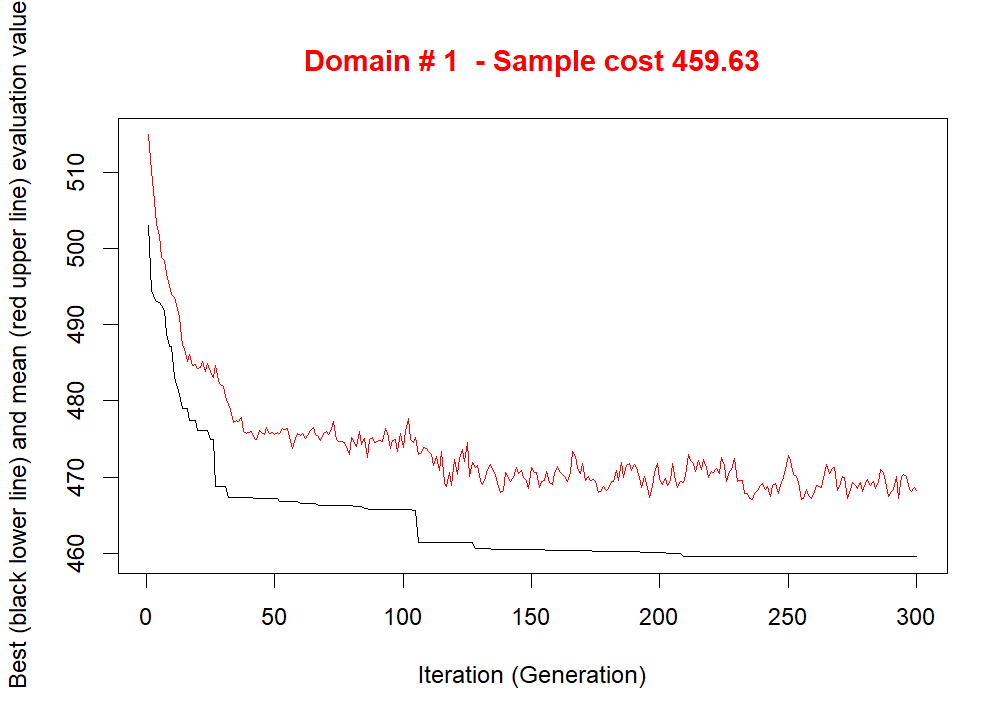 Domain # 1  - Sample cost 459.63
Best (black lower line) and mean (red upper line) evaluation value
510
500
490
480
470
460
0 50 100 150 200 250 300
Iteration (Generation)